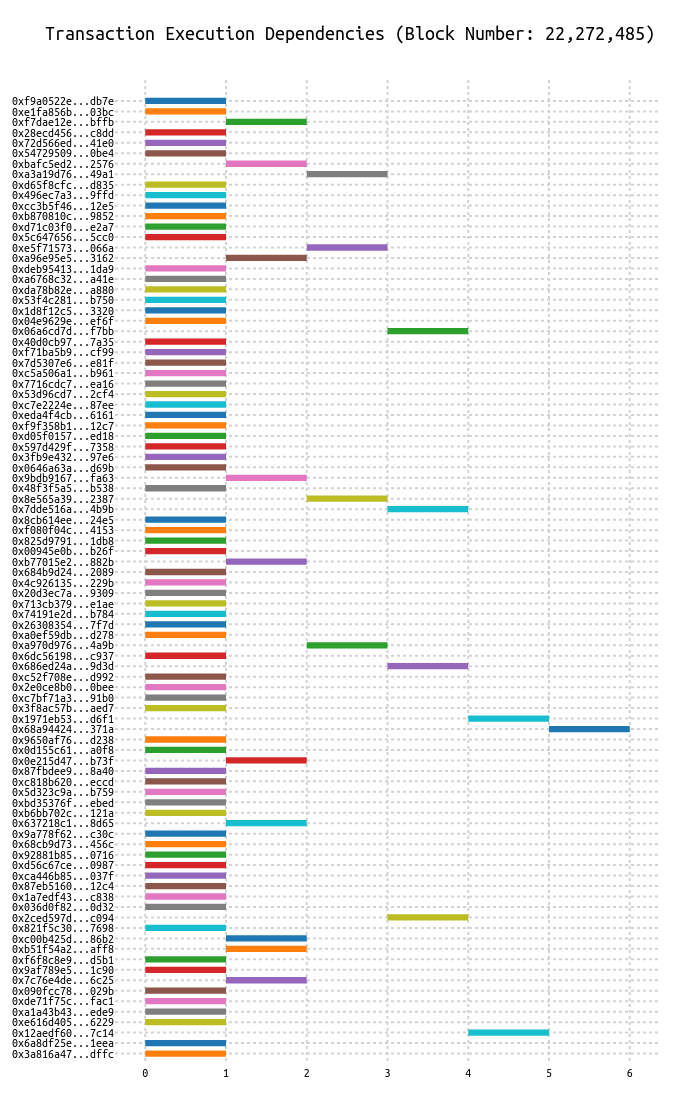 Transaction Execution Dependencies (Block Number: 22,272,485)
0xf9a0522e...db7e
0xe1fa856b...03bc
0xf7dae12e...bffb
0x28ecd456...c8dd
0x72d566ed...41e0
0x54729509...0be4
0xbafc5ed2...2576
0xa3a19d76...49a1
0xd65f8cfc...d835
0x496ec7a3...9ffd
0xcc3b5f46...12e5
0xb870810c...9852
0xd71c03f0...e2a7
0x5c647656...5cc0
0xe5f71573...066a
0xa96e95e5...3162
0xdeb95413...1da9
0xa6768c32...a41e
0xda78b82e...a880
0x53f4c281...b750
0x1d8f12c5...3320
0x04e9629e...ef6f
0x06a6cd7d...f7bb
0x40d0cb97...7a35
0xf71ba5b9...cf99
0x7d5307e6...e81f
0xc5a506a1...b961
0x7716cdc7...ea16
0x53d96cd7...2cf4
0xc7e2224e...87ee
0xeda4f4cb...6161
0xf9f358b1...12c7
0xd05f0157...ed18
0x597d429f...7358
0x3fb9e432...97e6
0x0646a63a...d69b
0x9bdb9167...fa63
0x48f3f5a5...b538
0x8e565a39...2387
0x7dde516a...4b9b
0x8cb614ee...24e5
0xf080f04c...4153
0x825d9791...1db8
0x00945e0b...b26f
0xb77015e2...882b
0x684b9d24...2089
0x4c926135...229b
0x20d3ec7a...9309
0x713cb379...e1ae
0x74191e2d...b784
0x26308354...7f7d
0xa0ef59db...d278
0xa970d976...4a9b
0x6dc56198...c937
0x686ed24a...9d3d
0xc52f708e...d992
0x2e0ce8b0...0bee
0xc7bf71a3...91b0
0x3f8ac57b...aed7
0x1971eb53...d6f1
0x68a94424...371a
0x9650af76...d238
0x0d155c61...a0f8
0x0e215d47...b73f
0x87fbdee9...8a40
0xc818b620...eccd
0x5d323c9a...b759
0xbd35376f...ebed
0xb6bb702c...121a
0x637218c1...8d65
0x9a778f62...c30c
0x68cb9d73...456c
0x92881b85...0716
0xd56c67ce...0987
0xca446b85...037f
0x87eb5160...12c4
0x1a7edf43...c838
0x036d0f82...0d32
0x2ced597d...c094
0x821f5c30...7698
0xc00b425d...86b2
0xb51f54a2...aff8
0xf6f8c8e9...d5b1
0x9af789e5...1c90
0x7c76e4de...6c25
0x090fcc78...029b
0xde71f75c...fac1
0xa1a43b43...ede9
0xe616d405...6229
0x12aedf60...7c14
0x6a8df25e...1eea
0x3a816a47...dffc
0 1 2 3 4 5 6